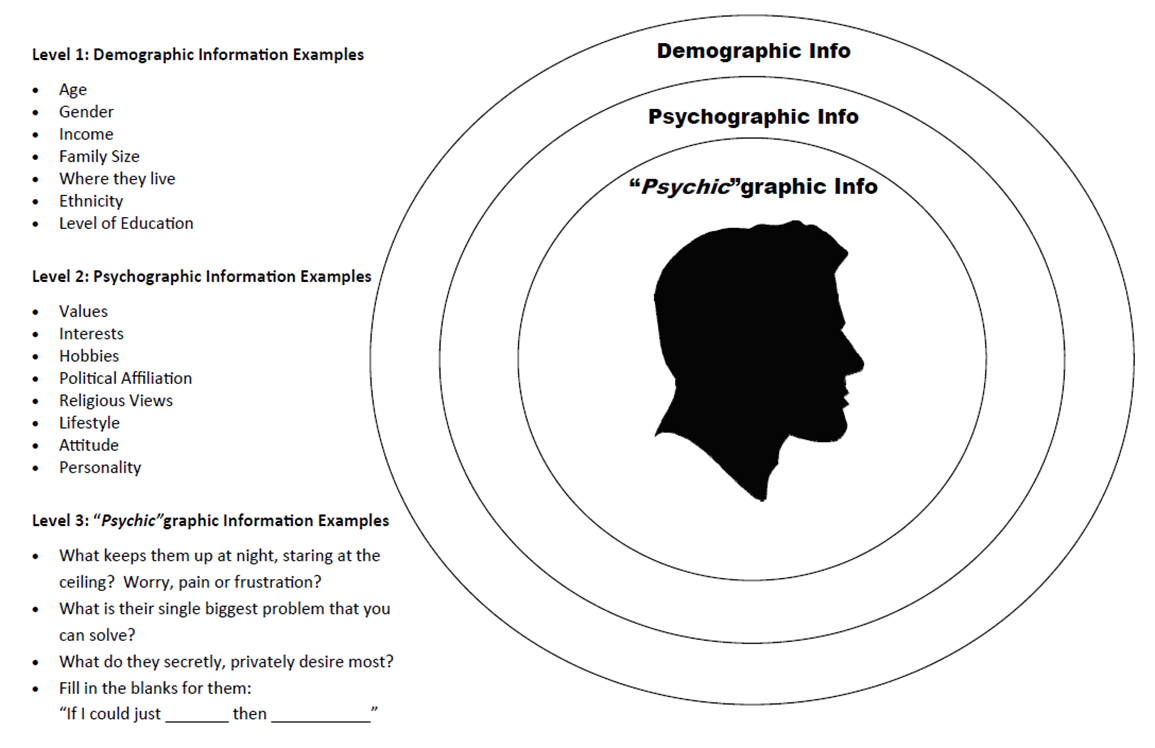 Level 1: Demographic Information Examples
• Age
• Gender
• Income
• Family Size
• Where they live
• Ethnicity
• Level of Education
Level 2: Psychographic Information Examples
• Values
• Interests
• Hobbies
• Political Affiliation
• Religious Views
• Lifestyle
• Attitude
• Personality
Level 3: “Psychic”graphic Information Examples
• What keeps them up at night, staring at the
ceiling?  Worry, pain or frustration?
• What is their single biggest problem that you
can solve?
• What do they secretly, privately desire most?
• Fill in the blanks for them:
“If I could just _______ then ___________”
Demographic Info
Psychographic Info
“Psychic”graphic Info